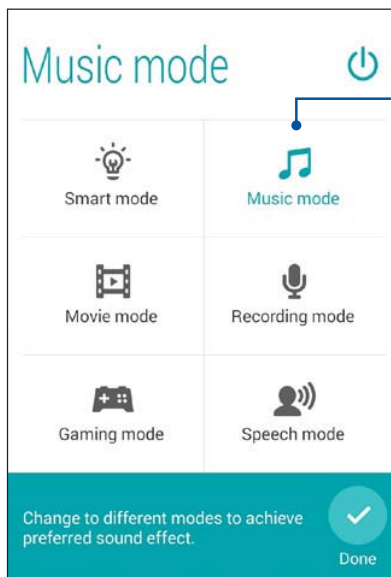 Music mode
Smart mode
Music mode
Movie mode
Recording mode
Gaming mode
Speech mode
Change to different modes to achieve
preferred sound effect.
Done